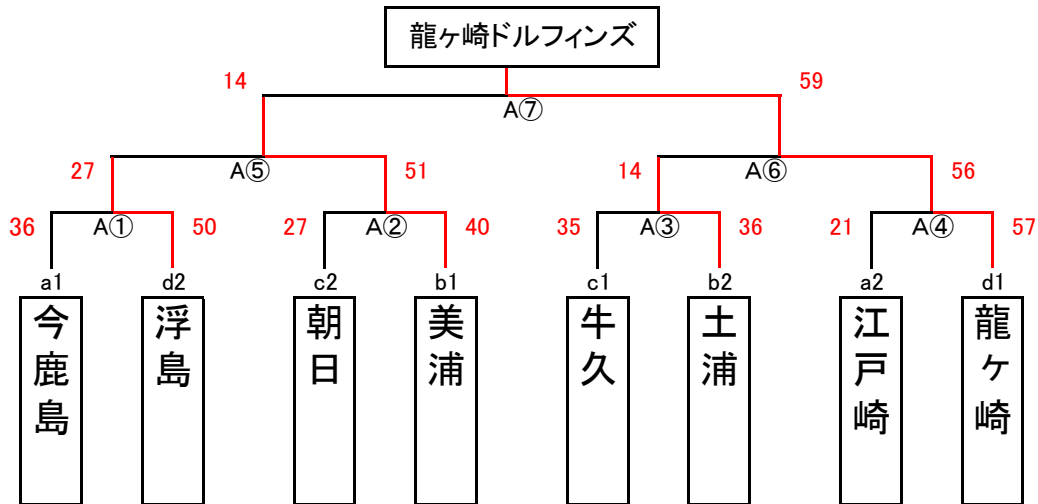 龍ヶ崎ドルフィンズ
14
59
A⑦
27
A⑤
51
14
A⑥
56
36
A①
50
27
A②
40
35
A③
36
21
A④
57
a1
d2
c2
b1
c1
b2
a2
d1
今鹿島
浮島
朝日
美浦
牛久
土浦
江戸崎
龍ヶ崎